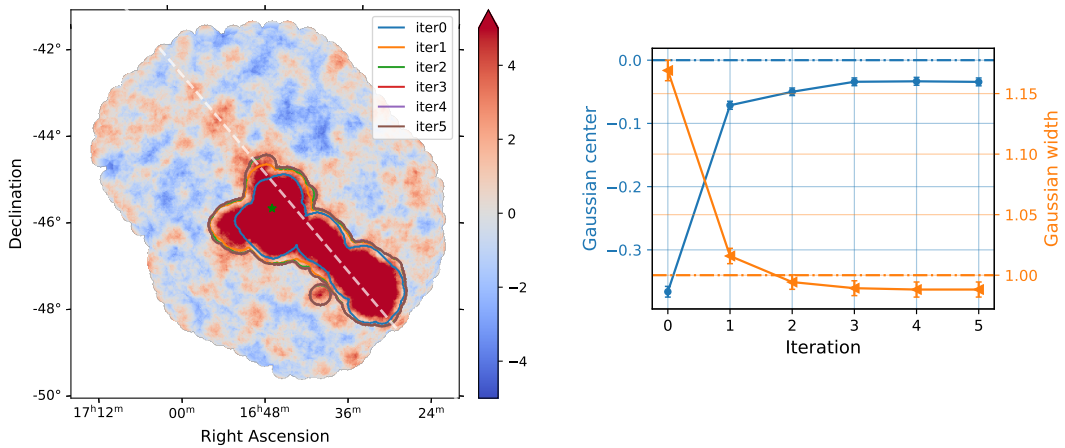 iter0
iter1
iter2
iter3
iter4
iter5
-42°
-44°
-46°
-48°
-50°
Declination
17ʰ12ᵐ 00ᵐ 16ʰ48ᵐ 36ᵐ 24ᵐ
Right Ascension
4
2
0
−2
−4
0.0
−0.1
−0.2
−0.3
Gaussian center
1.15
1.10
1.05
1.00
Gaussian width
0 1 2 3 4 5
Iteration